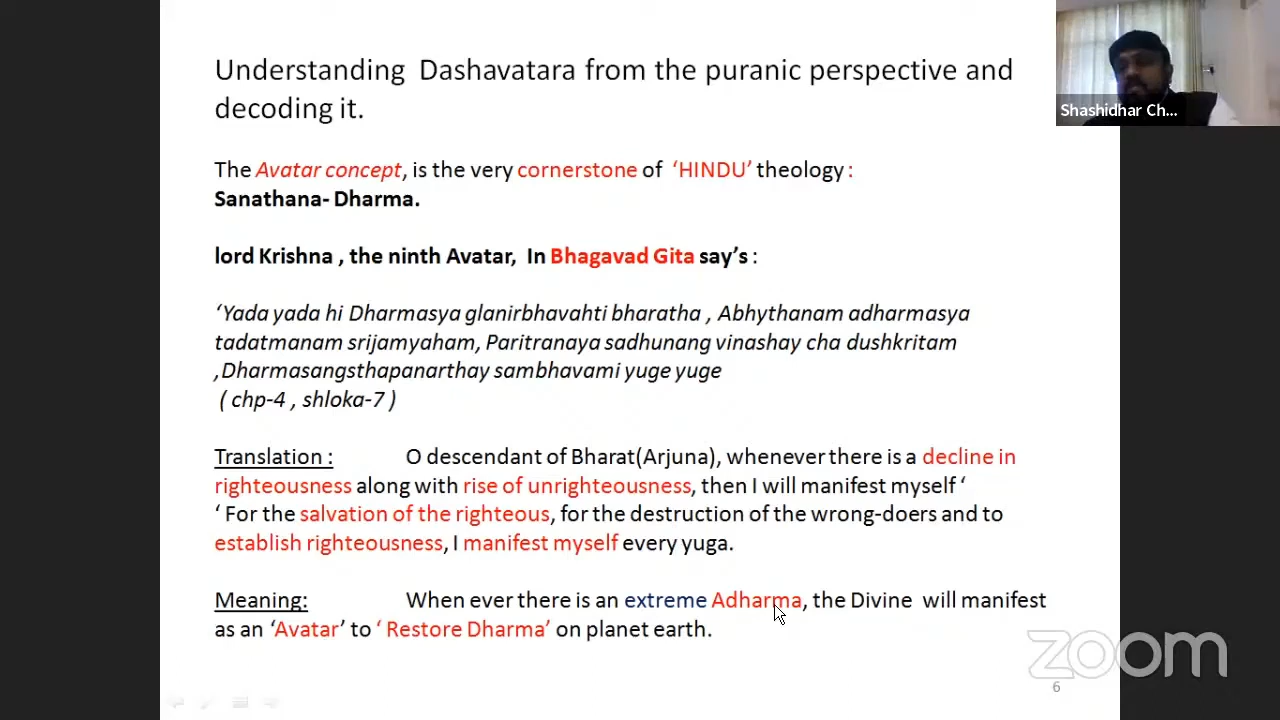 Understanding Dashavatara from the puranic perspective and
decoding it.
The Avatar concept, is the very cornerstone of ‘HINDU’ theology :
Sanathana- Dharma.
lord Krishna , the ninth Avatar, In Bhagavad Gita say’s :
‘Yada yada hi Dharmasya glanirbhavahti bharatha , Abhythanam adharmasya
tadatmanam srijamyaham, Paritranaya sadhunang vinashay cha dushkritam
,Dharmasangsthapanarthay sambhavami yuge yuge
( chp-4 , shloka-7 )
Translation : O descendant of Bharat(Arjuna), whenever there is a decline in
righteousness along with rise of unrighteousness, then I will manifest myself ‘
‘ For the salvation of the righteous, for the destruction of the wrong-doers and to
establish righteousness, I manifest myself every yuga.
Meaning: When ever there is an extreme Adharma, the Divine will manifest
as an ‘Avatar’ to ‘ Restore Dharma’ on planet earth.
6
Shashidhar Ch...
zoom